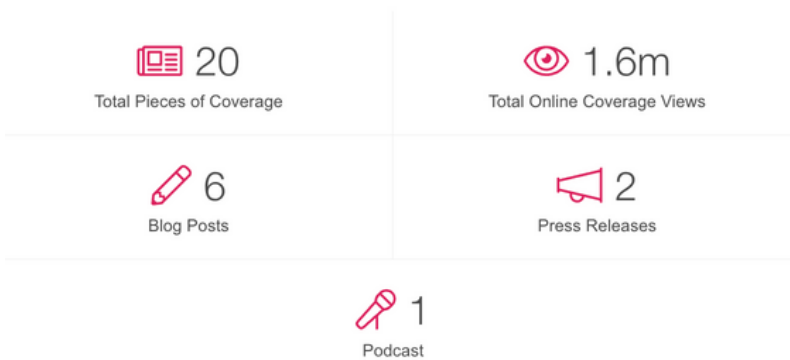 20
1.6m
Total Pieces of Coverage
Total Online Coverage Views
6
2
Blog Posts
Press Releases
1
Podcast